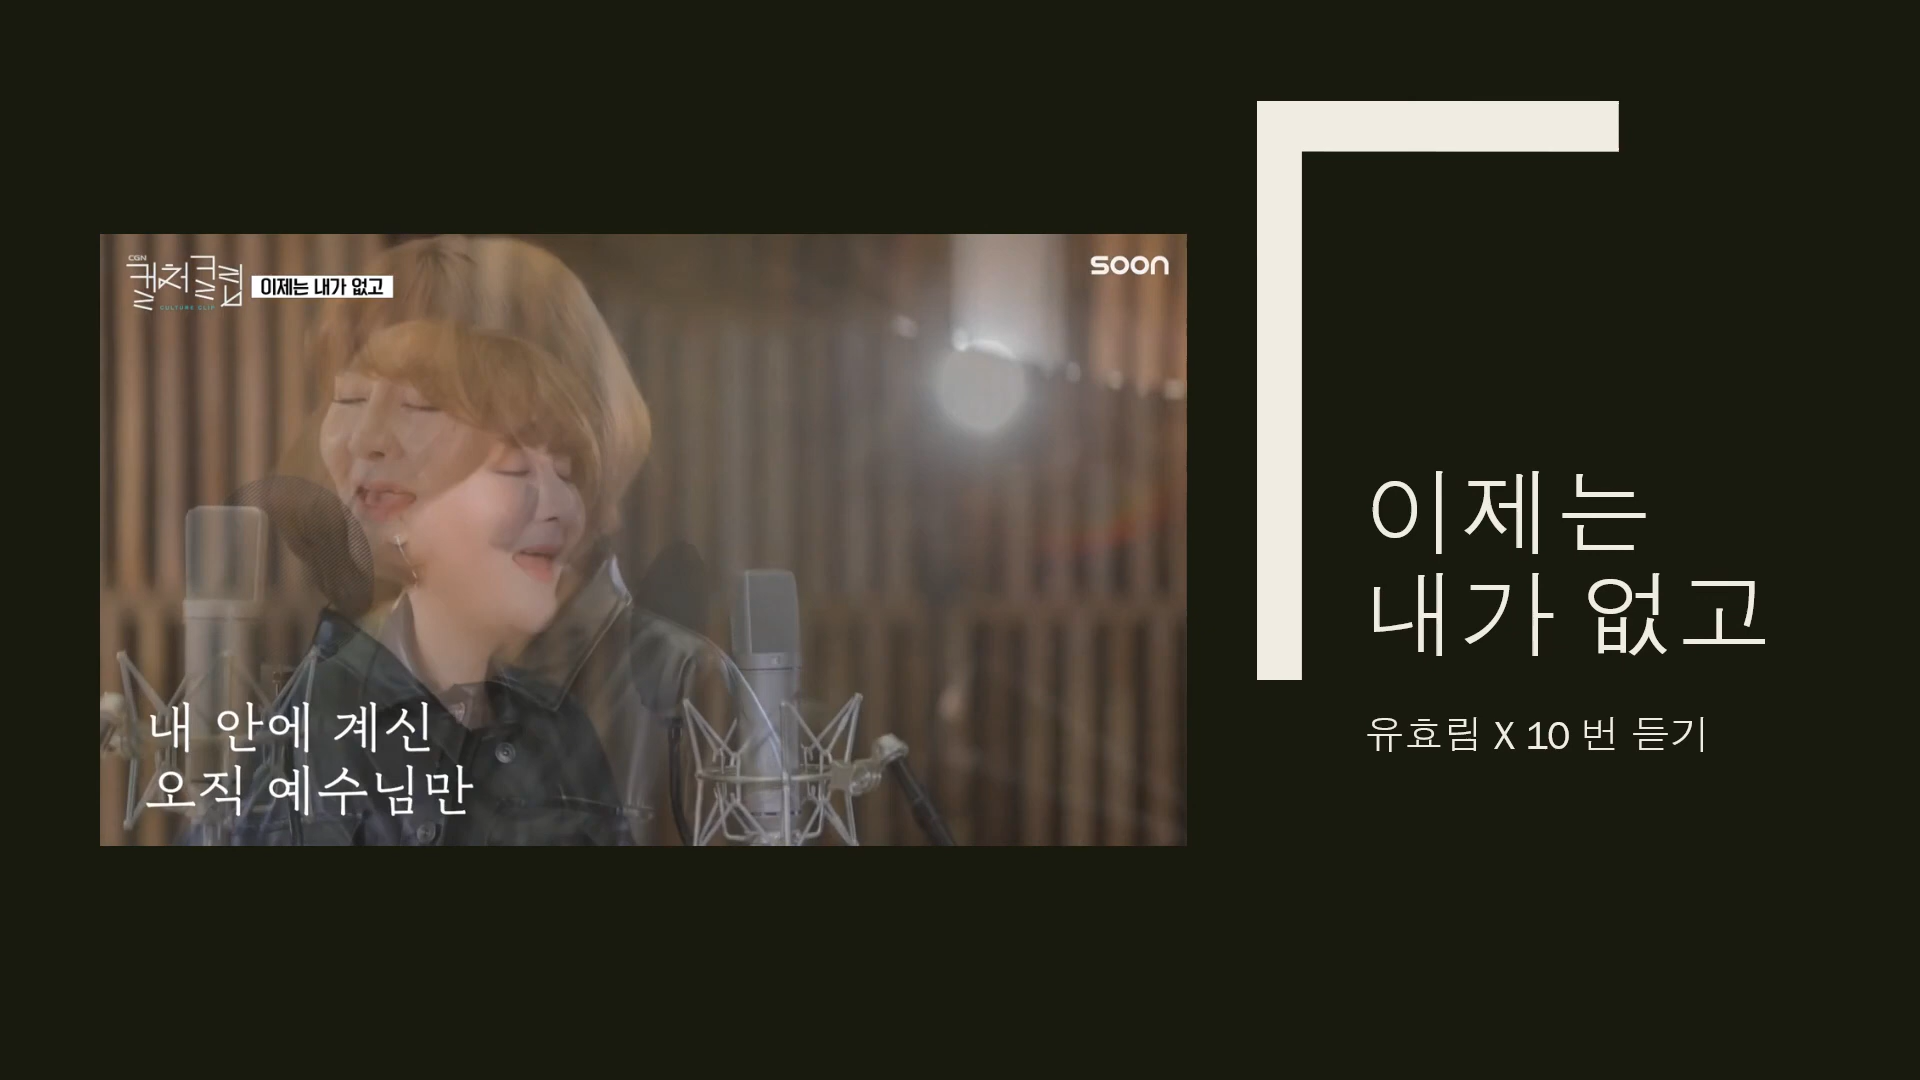 CGN
컬처클립
CULTURE CLIP
이제는 내가 없고
soon
내 안에 계신
오직 예수님만
이제는
내가 없고
유효림 X 10 번 듣기